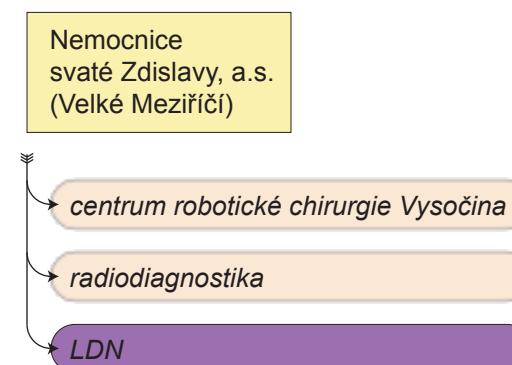 Nemocnice
svaté Zdislavy, a.s.
(Velké Meziříčí)
centrum robotické chirurgie Vysočina
radiodiagnostika
LDN